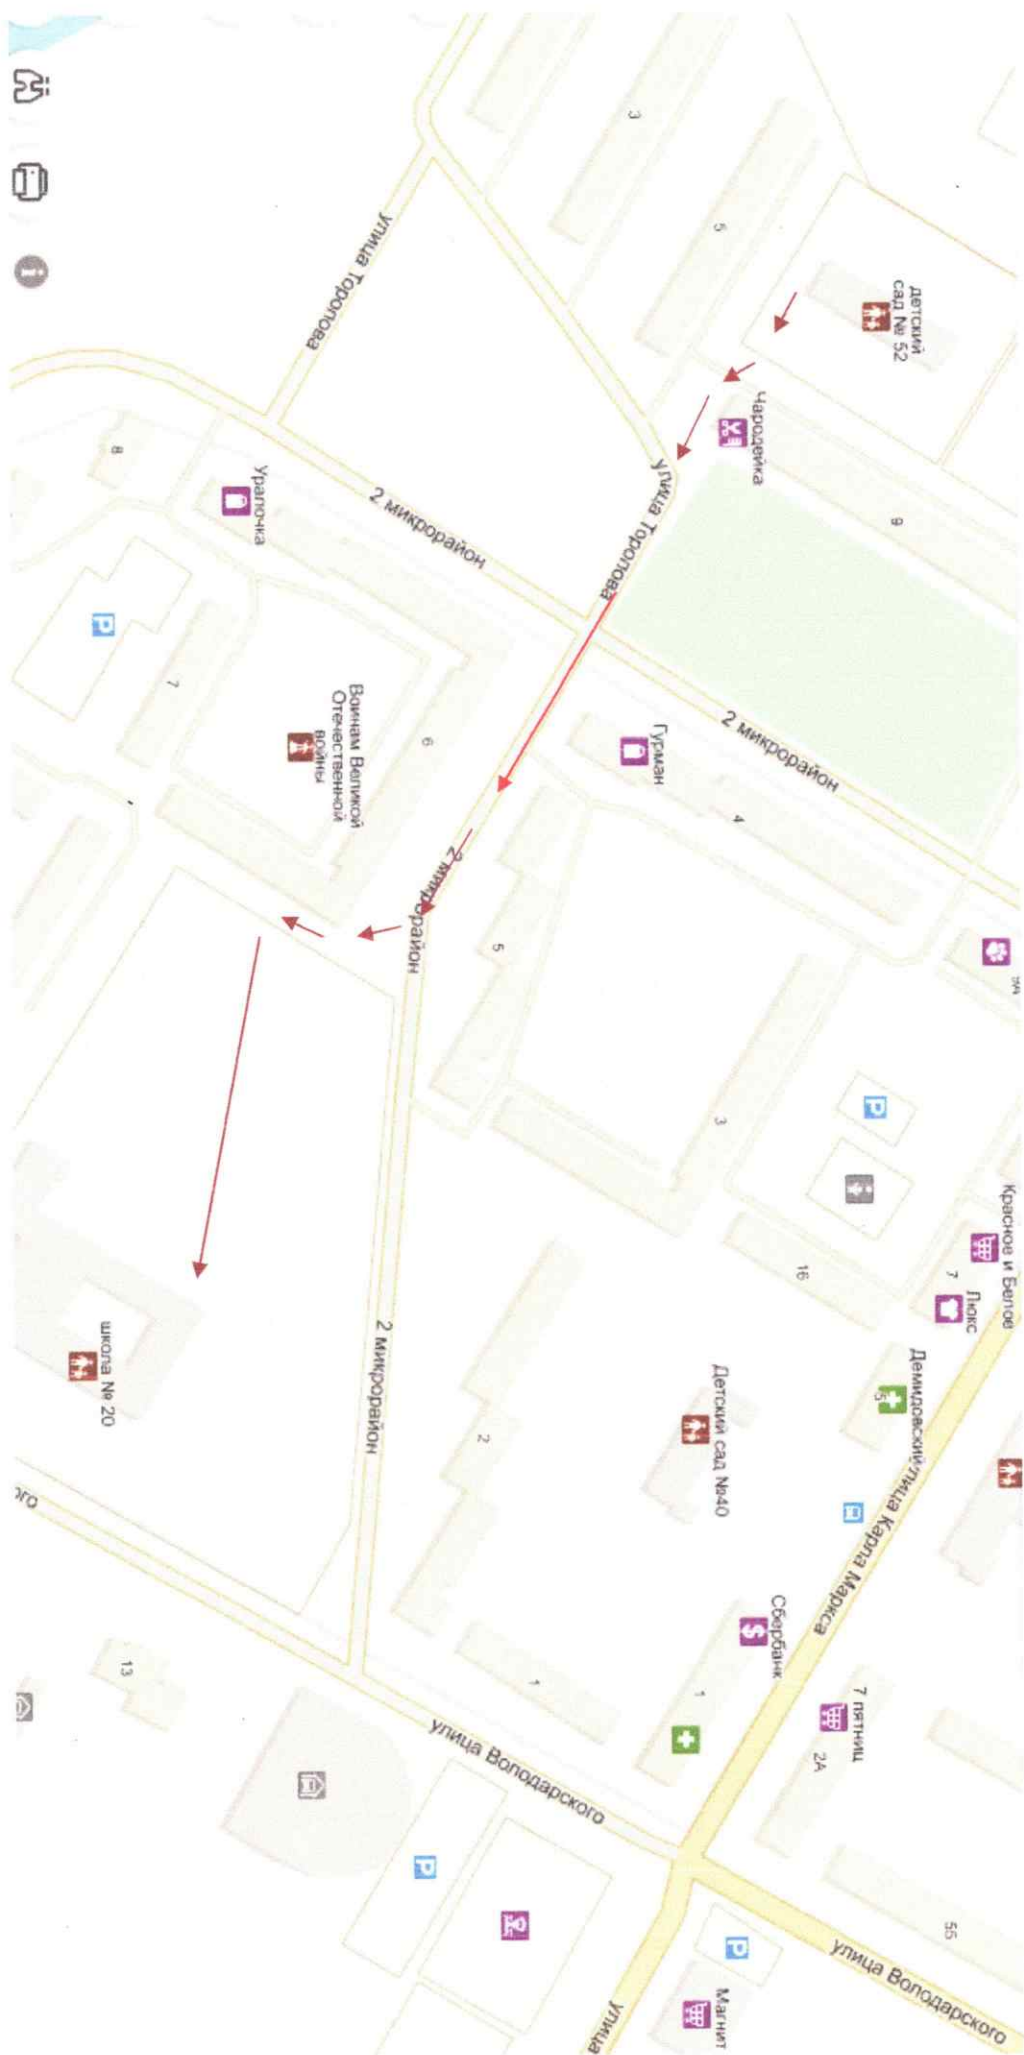 3
5
детский
сад № 52
улица Торопова
Чародейка
9
8
Уралочка
2 микрорайон
улица Торопова
P
7
Воинам Великой
Отечественной
войны
6
Гурман
4
2 микрорайон
2 микрорайон
5
3
P
Красное и Белое
7
Люкс
16
Демидовский
5
улица Карла Маркса
школа № 20
2 микрорайон
2
Детский сад №40
Сбербанк
1
1
7 пятниц
2А
13
ого
улица Володарского
P
55
улица Володарского
P
Магнит
улица